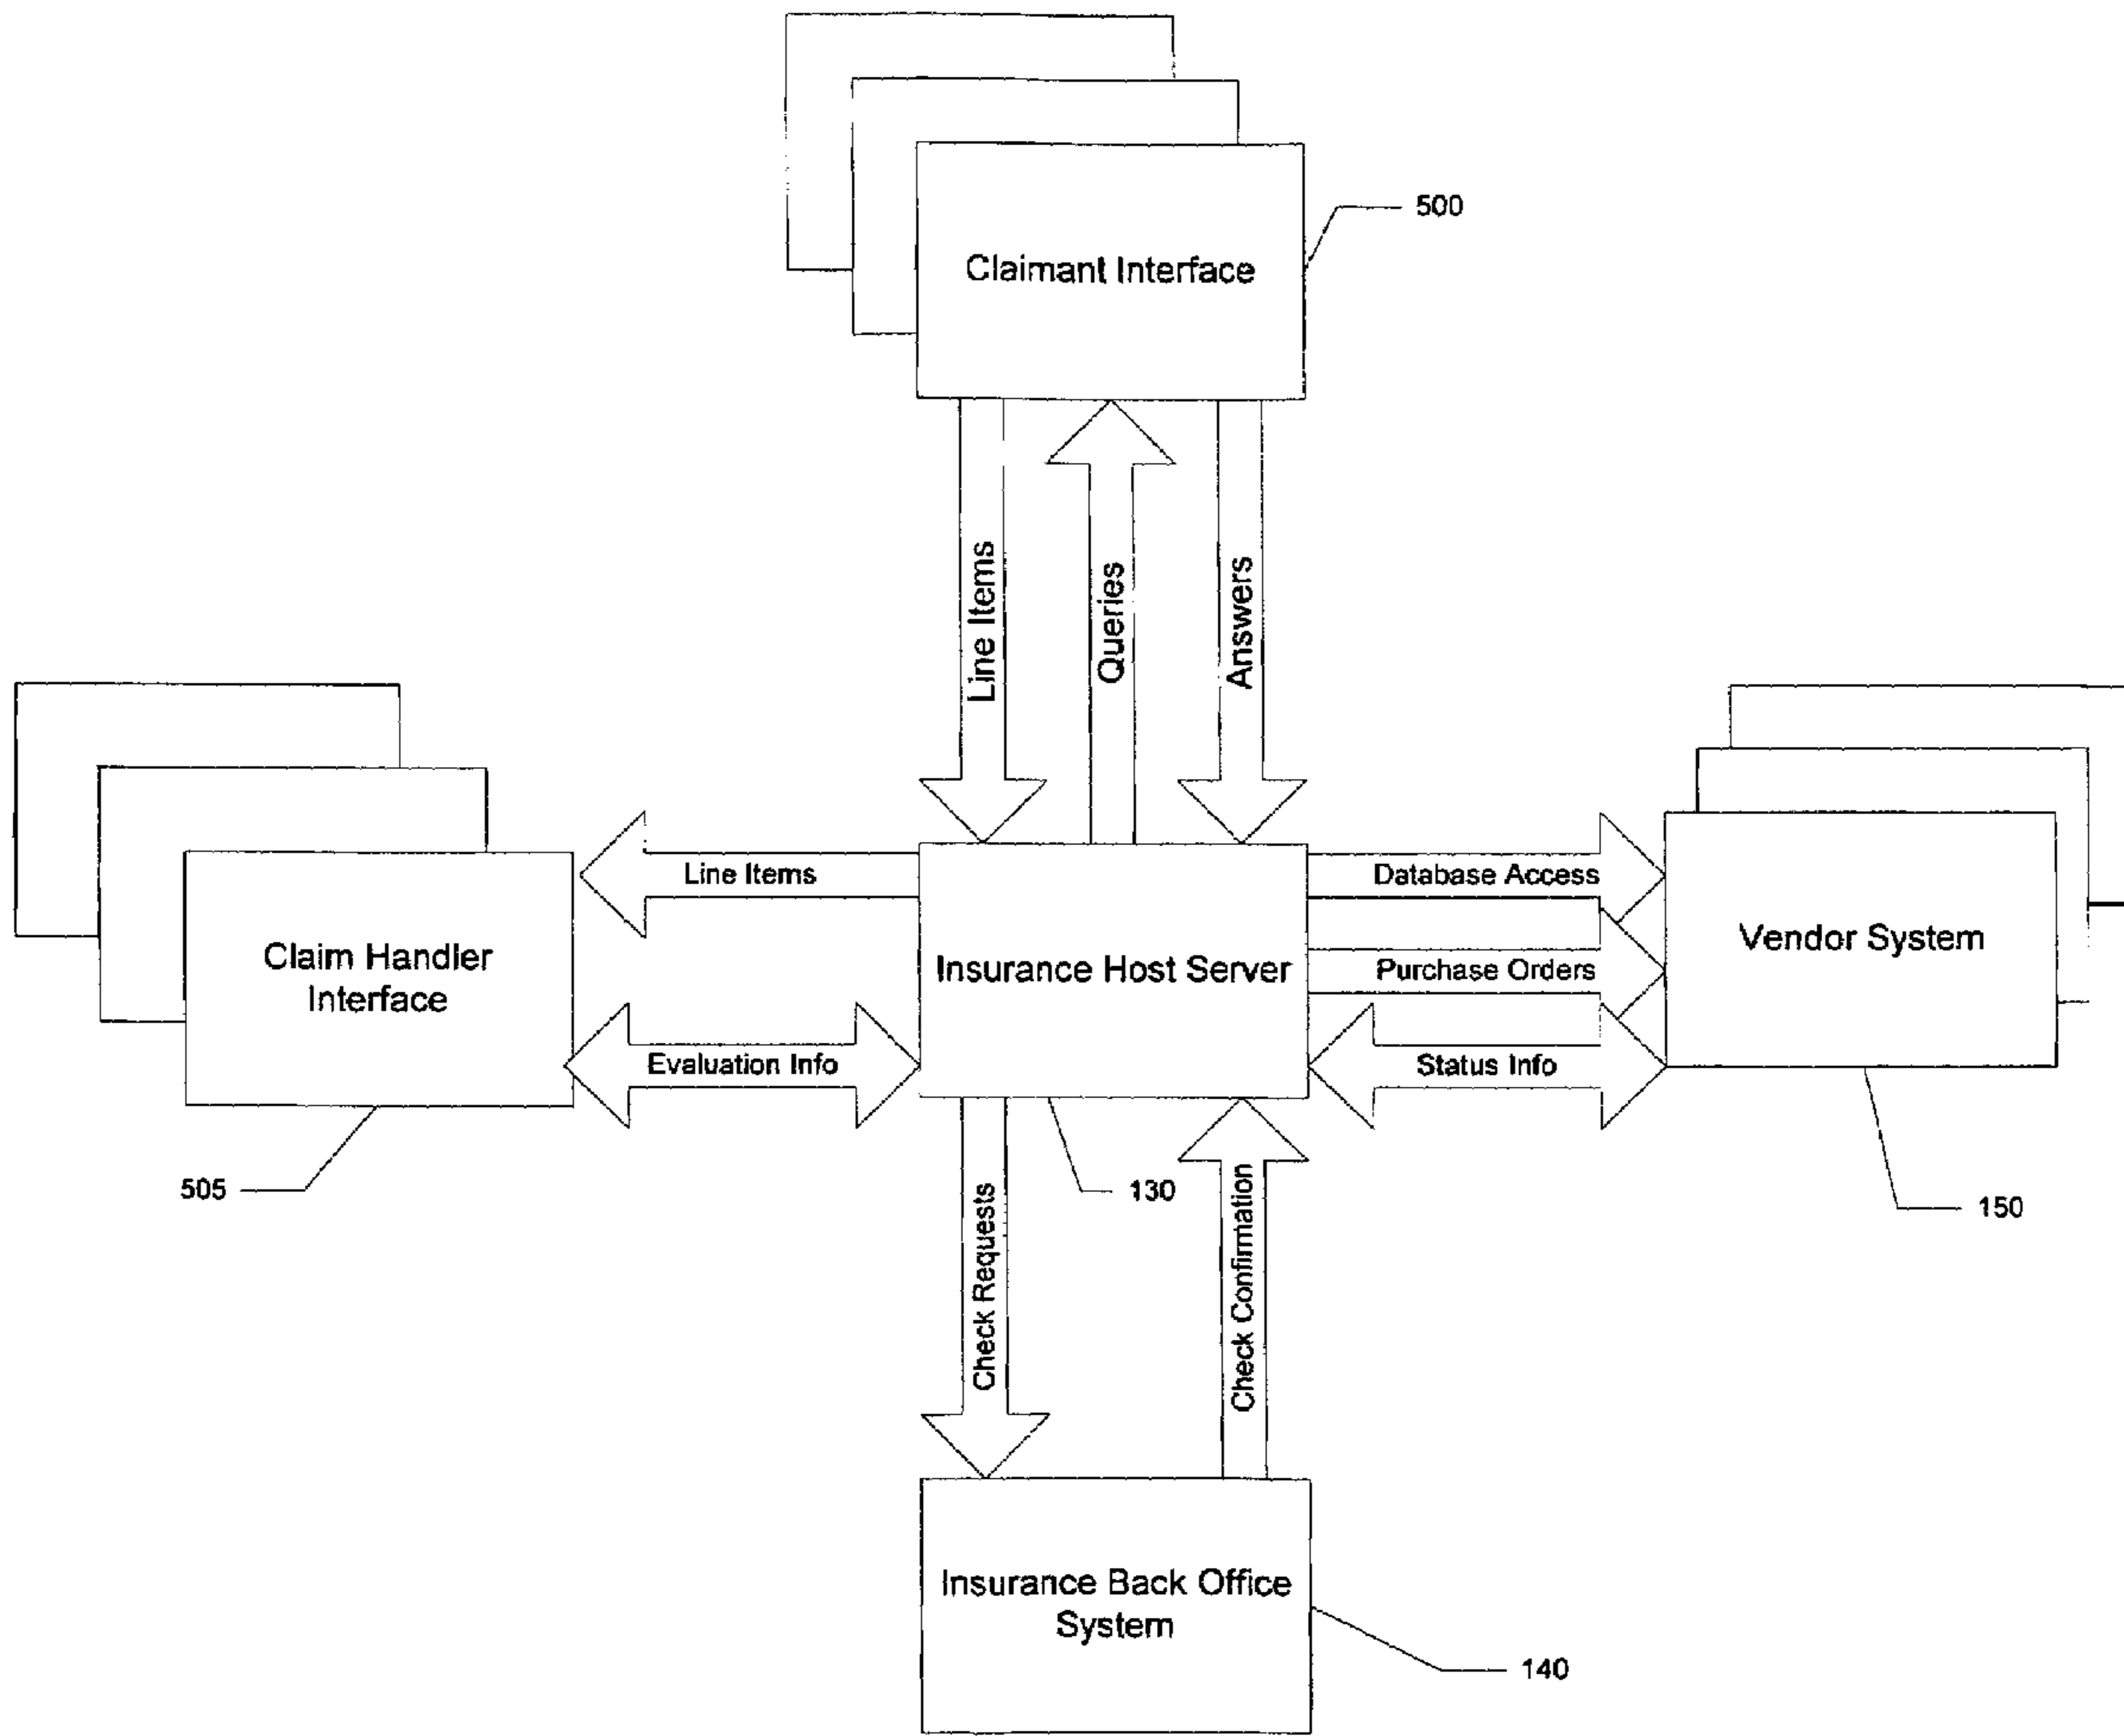 500
Claimant Interface
Line Items
Queries
Answers
Line Items
Database Access
Claim Handler
Interface
Insurance Host Server
Vendor System
Purchase Orders
Evaluation Info
Status Info
505
130
150
Check Requests
Check Confirmation
Insurance Back Office
System
140